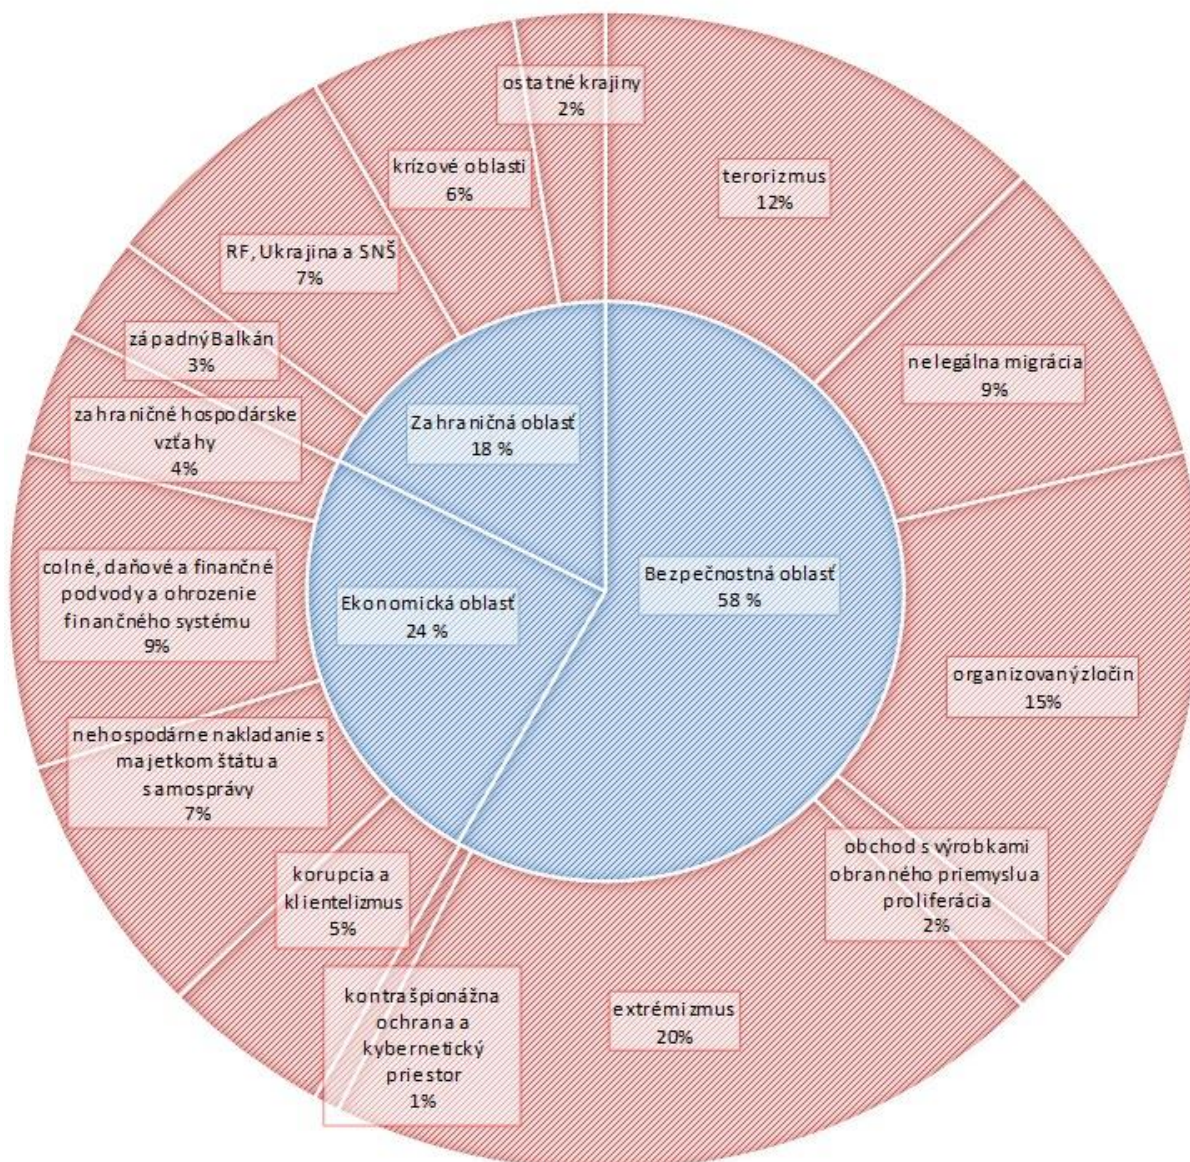 ostatné krajiny
2%
krízové oblasti
6%
terorizmus
12%
RF, Ukrajina a SNŠ
7%
nelegálna migrácia
9%
západný Balkán
3%
zahraničné hospodárske
vzťahy
4%
Zahraničná oblasť
18 %
colné, daňové a finančné
podvody a ohrozenie
finančného systému
9%
Ekonomická oblasť
24 %
Bezpečnostná oblasť
58 %
organizovaný zločin
15%
nehospodárne nakladanie s
majetkom štátu a
samosprávy
7%
obchod s výrobkami
obranného priemyslu a
proliferácia
2%
korupcia a
klientelizmus
5%
kontrašpionážna
ochrana a
kybernetický
priestor
1%
extrémizmus
20%